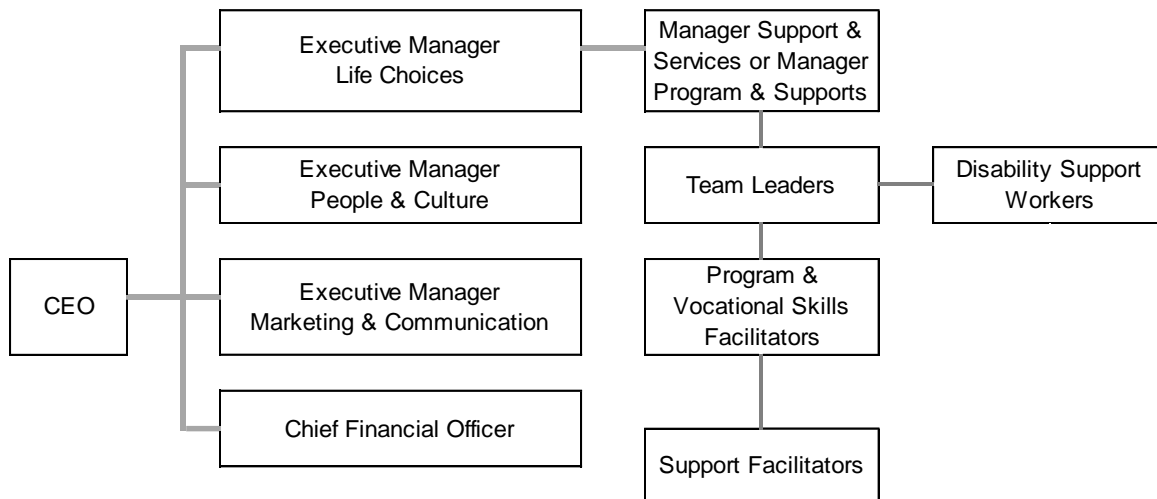 Executive Manager
Life Choices
Manager Support &
Services or Manager
Program & Supports
Executive Manager
People & Culture
Team Leaders
Disability Support
Workers
CEO
Executive Manager
Marketing & Communication
Program &
Vocational Skills
Facilitators
Chief Financial Officer
Support Facilitators